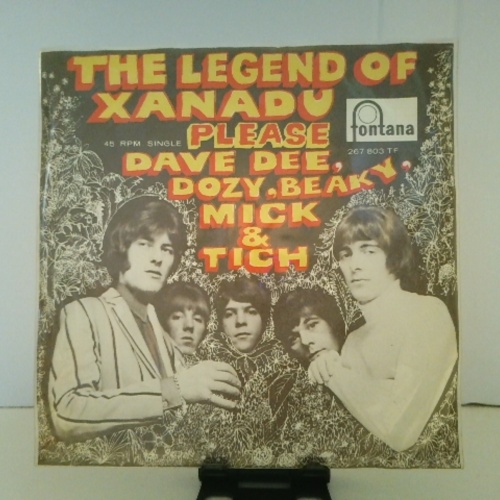 THE LEGEND OF
XANADU
fontana
45 RPM SINGLE PLEASE 267 803 TF
DAVE DEE,
DOZY, BEAKY,
MICK
&
TICH